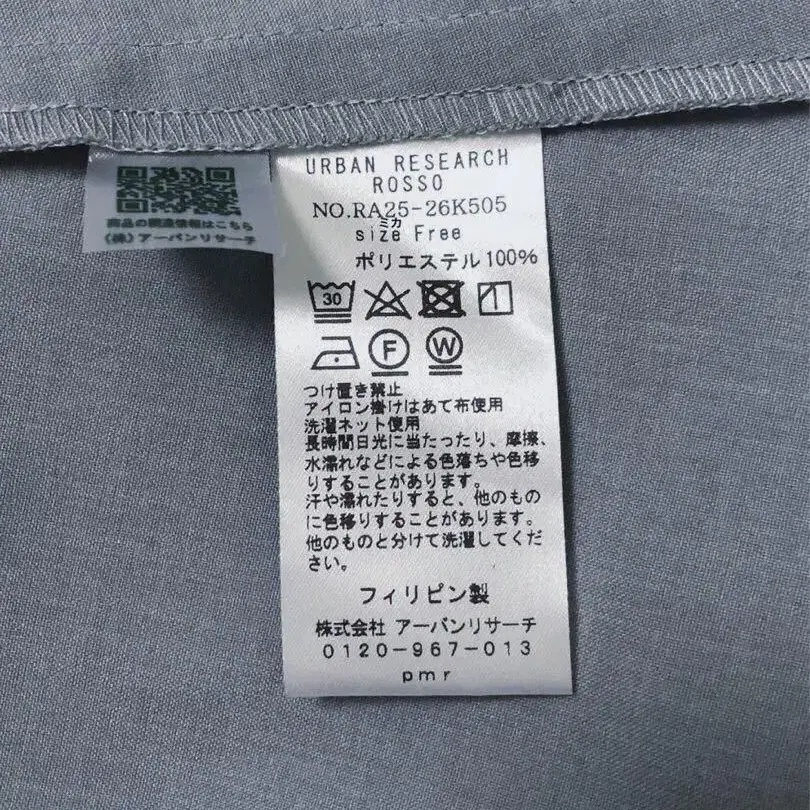 商品の関連情報はこちら
(株)アーバンリサーチ
URBAN RESEARCH
ROSSO
NO.RA25-26K505
ミカ
size Free
ポリエステル 100%
30
F W
つけ置き禁止
アイロン掛けはあて布使用
洗濯ネット使用
長時間日光に当たったり、摩擦、
水濡れなどによる色落ちや色移
りすることがあります。
汗や濡れたりすると、他のもの
に色移りすることがあります。
他のものと分けて洗濯してくだ
さい。
フィリピン製
株式会社 アーバンリサーチ
0120-967-013
pmr